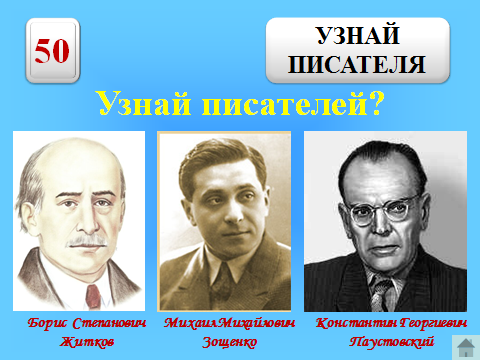 50
УЗНАЙ
ПИСАТЕЛЯ
Узнай писателей?
Борис Степанович
Житков
Михаил Михайлович
Зощенко
Константин Георгиевич
Паустовский